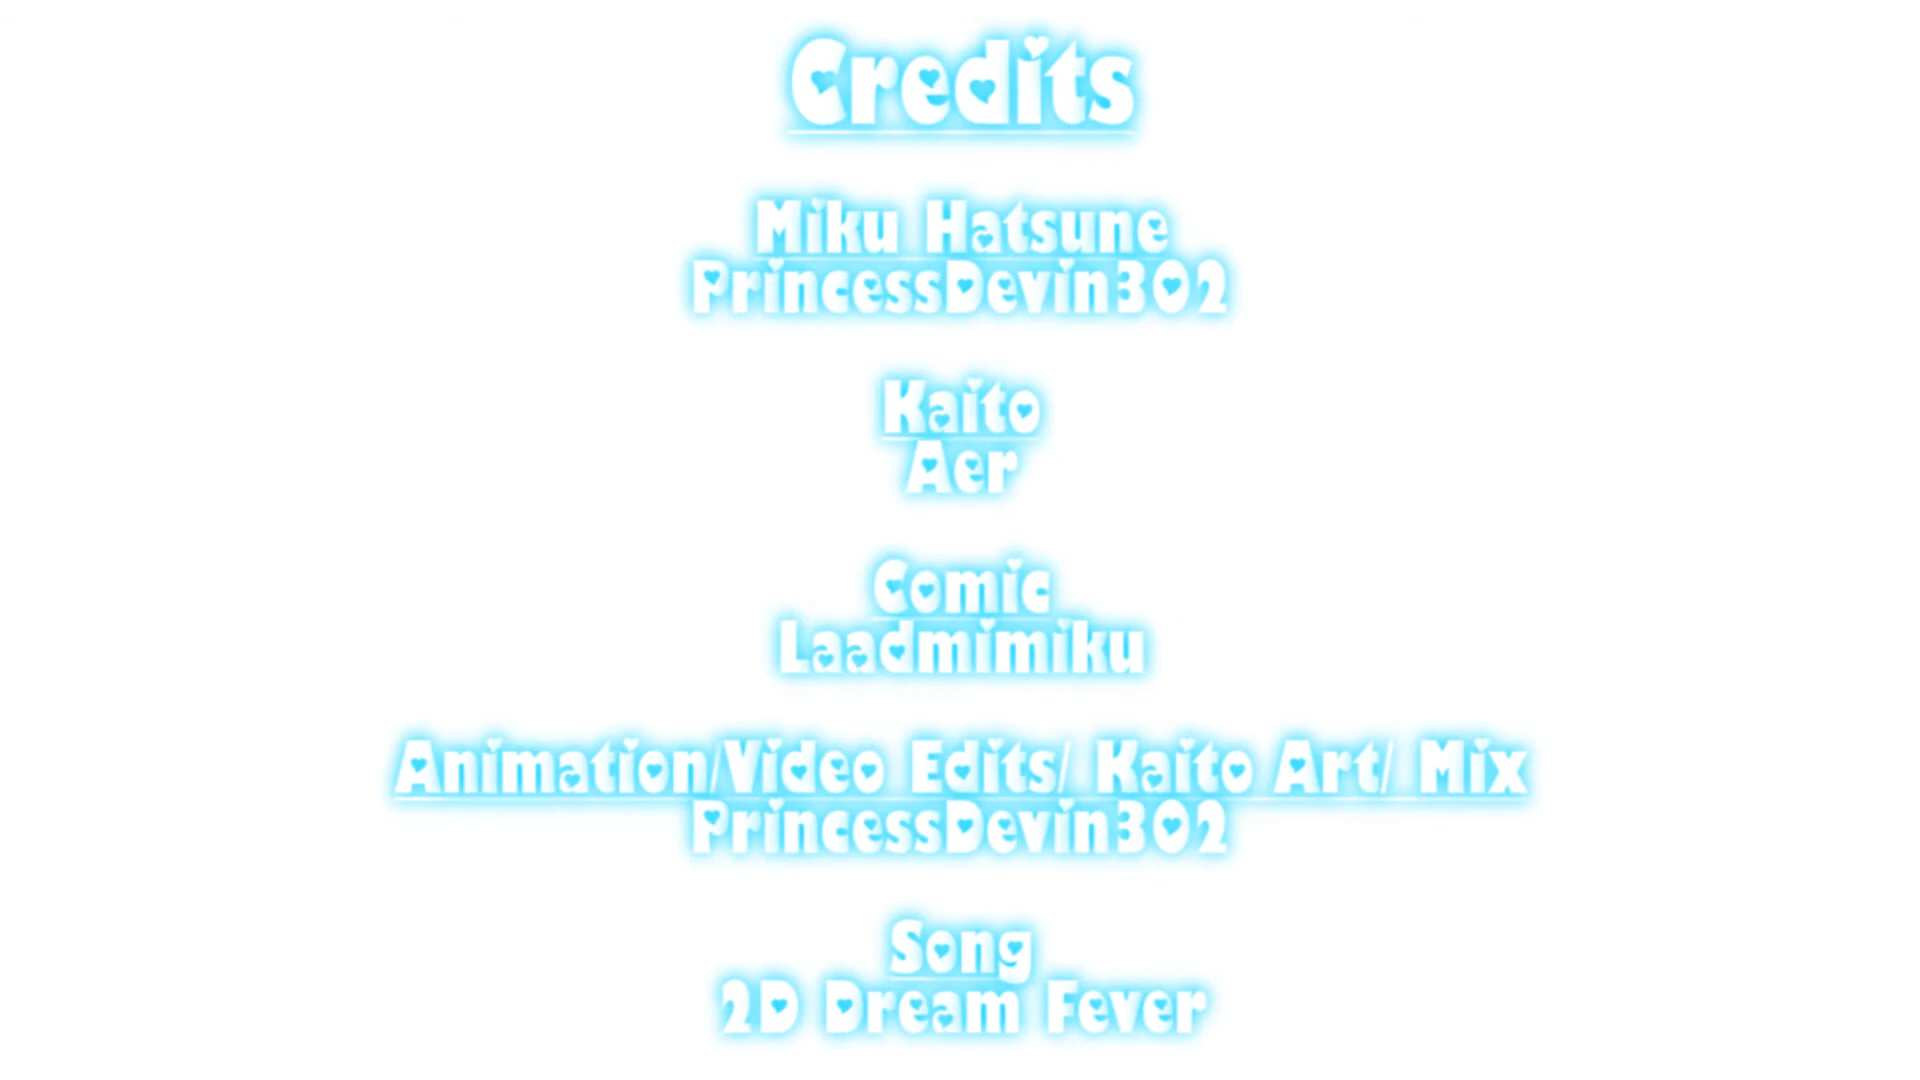 Credits
Miku Hatsune
PrincessDevin302
Kaito
Aer
Comic
Laadmimiku
Animation/Video Edits/ Kaito Art/ Mix
PrincessDevin302
Song
2D Dream Fever